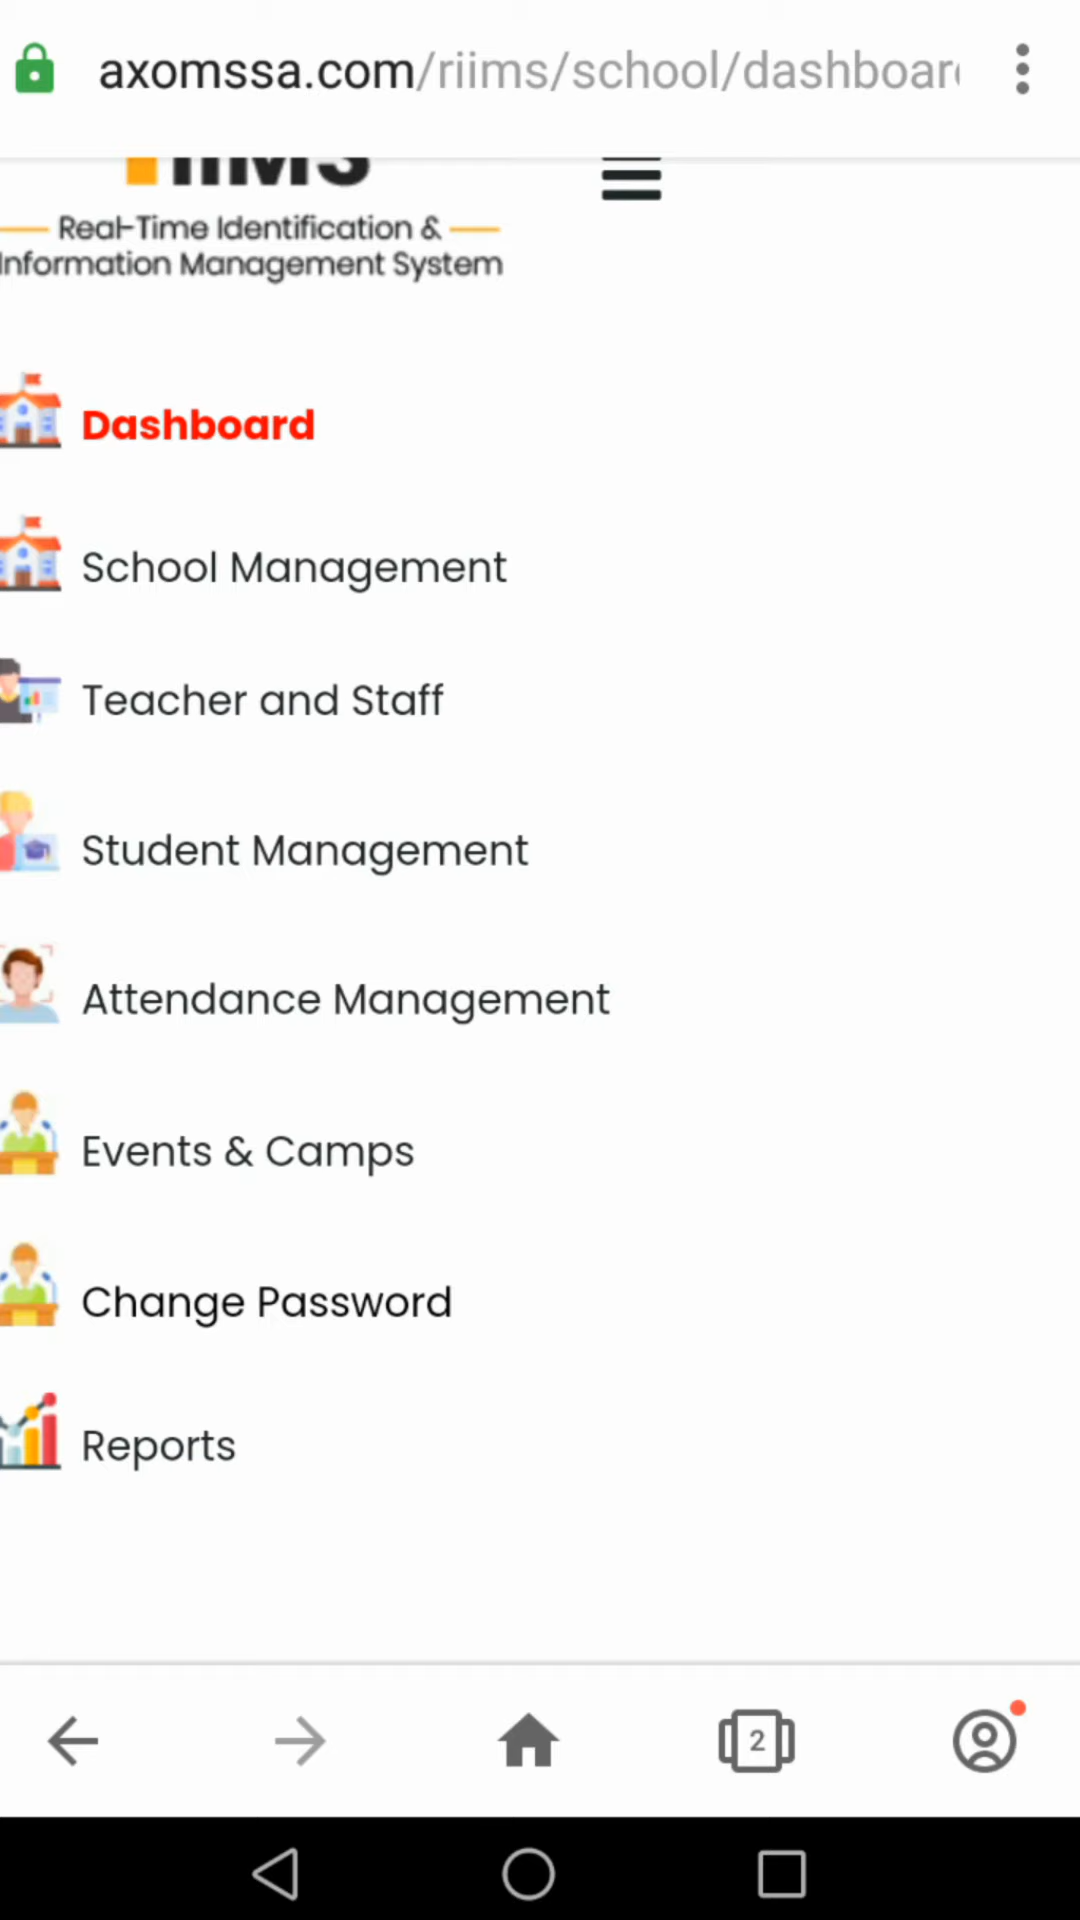 axomssa.com/riims/school/dashboar
riiMS
Real-Time Identification &
Information Management System
Dashboard
School Management
Teacher and Staff
Student Management
Attendance Management
Events & Camps
Change Password
Reports
2